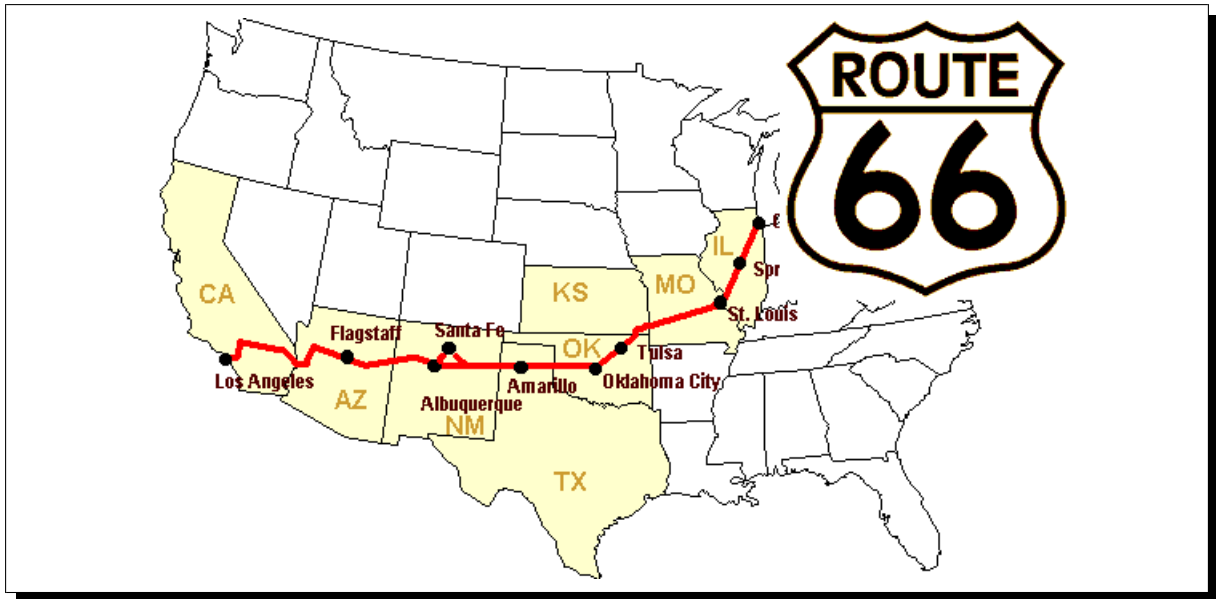 ROUTE
66
IL
Spr
KS
MO
CA
St. Louis
Flagstaff
Santa Fe
OK
Tulsa
Los Angeles
Amarillo
Oklahoma City
AZ
Albuquerque
NM
TX